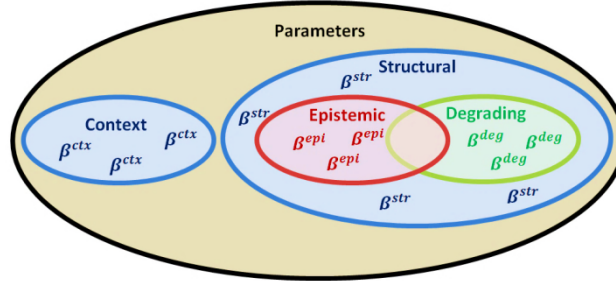 Parameters
Structural
β^str
β^str
Context
β^ctx
β^ctx
β^ctx
Epistemic
β^epi
β^epi
β^epi
Degrading
β^deg
β^deg
β^deg
β^str
β^str